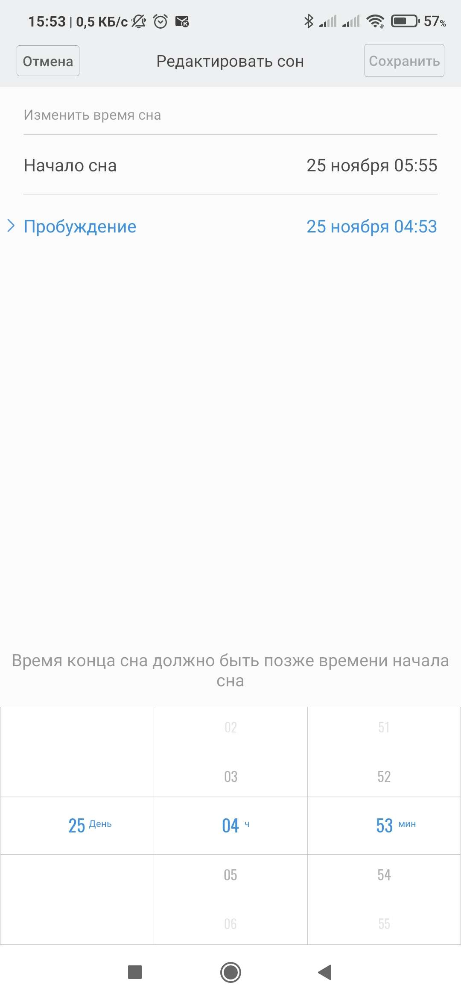 15:53 | 0,5 КБ/с 57%
Отмена Редактировать сон Сохранить
Изменить время сна
Начало сна 25 ноября 05:55
Пробуждение 25 ноября 04:53
Время конца сна должно быть позже времени начала
сна
02 51
03 52
25 День 04 ч 53 мин
05 54
06 55